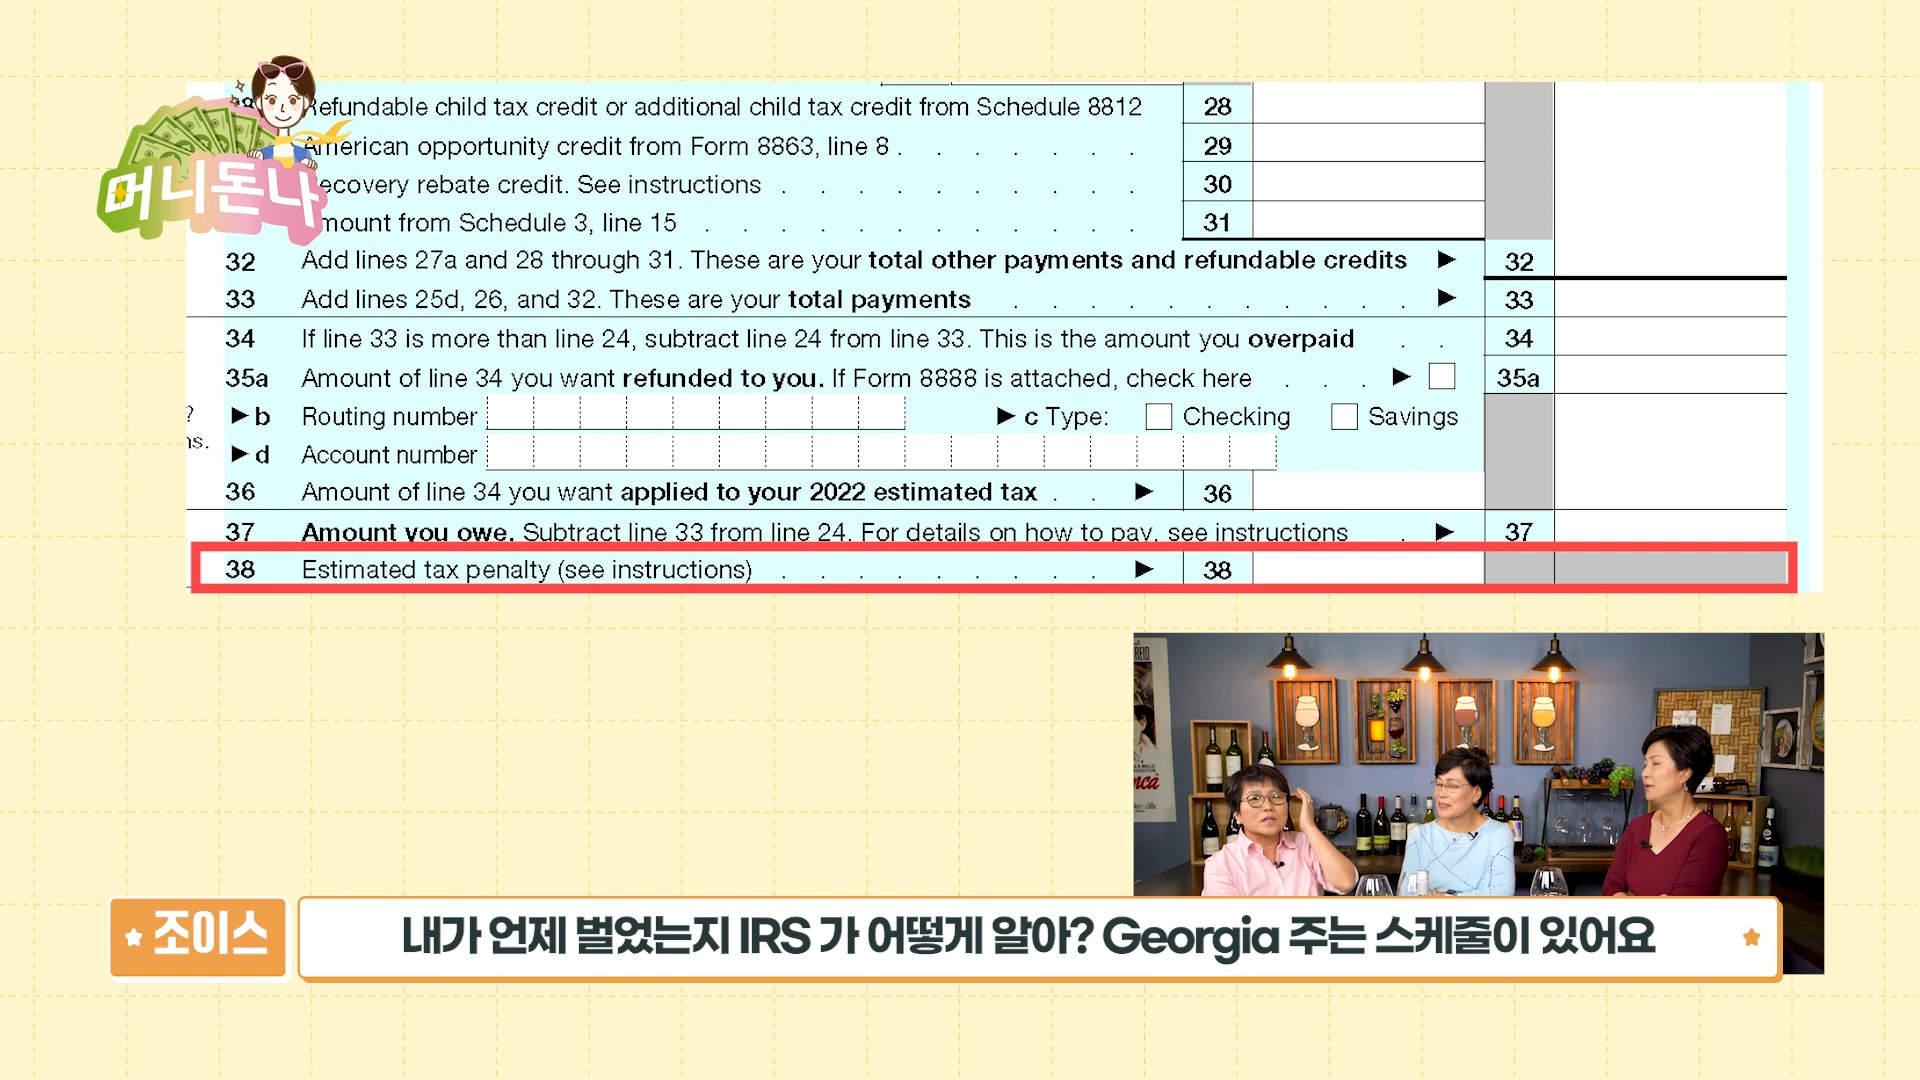 Refundable child tax credit or additional child tax credit from Schedule 8812 28
American opportunity credit from Form 8863, line 8 . . . . . . . 29
ecovery rebate credit. See instructions . . . . . . . . . . 30
mount from Schedule 3, line 15 . . . . . . . . . . . . 31
머니돈나
32 Add lines 27a and 28 through 31. These are your total other payments and refundable credits ▶ 32
33 Add lines 25d, 26, and 32. These are your total payments . . . . . . . . . . . ▶ 33
34 If line 33 is more than line 24, subtract line 24 from line 33. This is the amount you overpaid . . 34
35a Amount of line 34 you want refunded to you. If Form 8888 is attached, check here . . . ▶ 35a
? ▶ b Routing number ▶ c Type: Checking Savings
ns. ▶ d Account number
36 Amount of line 34 you want applied to your 2022 estimated tax . . ▶ 36
37 Amount you owe. Subtract line 33 from line 24. For details on how to pay, see instructions . ▶ 37
38 Estimated tax penalty (see instructions) . . . . . . . . . ▶ 38
조이스
내가 언제 벌었는지 IRS 가 어떻게 알아? Georgia 주는 스케줄이 있어요